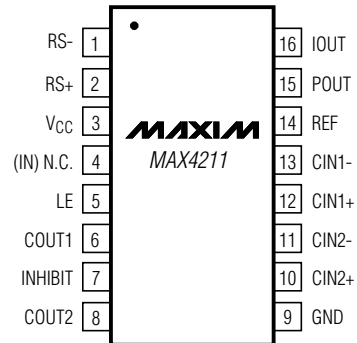 RS- 1
RS+ 2
VCC 3
(IN) N.C. 4
LE 5
COUT1 6
INHIBIT 7
COUT2 8
MAXIM
MAX4211
16 IOUT
15 POUT
14 REF
13 CIN1-
12 CIN1+
11 CIN2-
10 CIN2+
9 GND